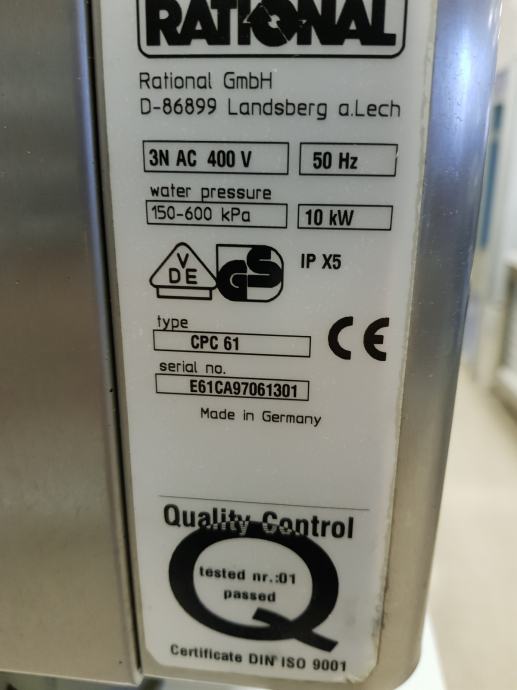 RATIONAL
Rational GmbH
D-86899 Landsberg a.Lech
3N AC 400 V 50 Hz
water pressure
150-600 kPa 10 kW
VDE GS IP X5
type
CPC 61 CE
serial no.
E61CA97061301
Made in Germany
Quality Control
Q
tested nr.:01
passed
Certificate DIN ISO 9001